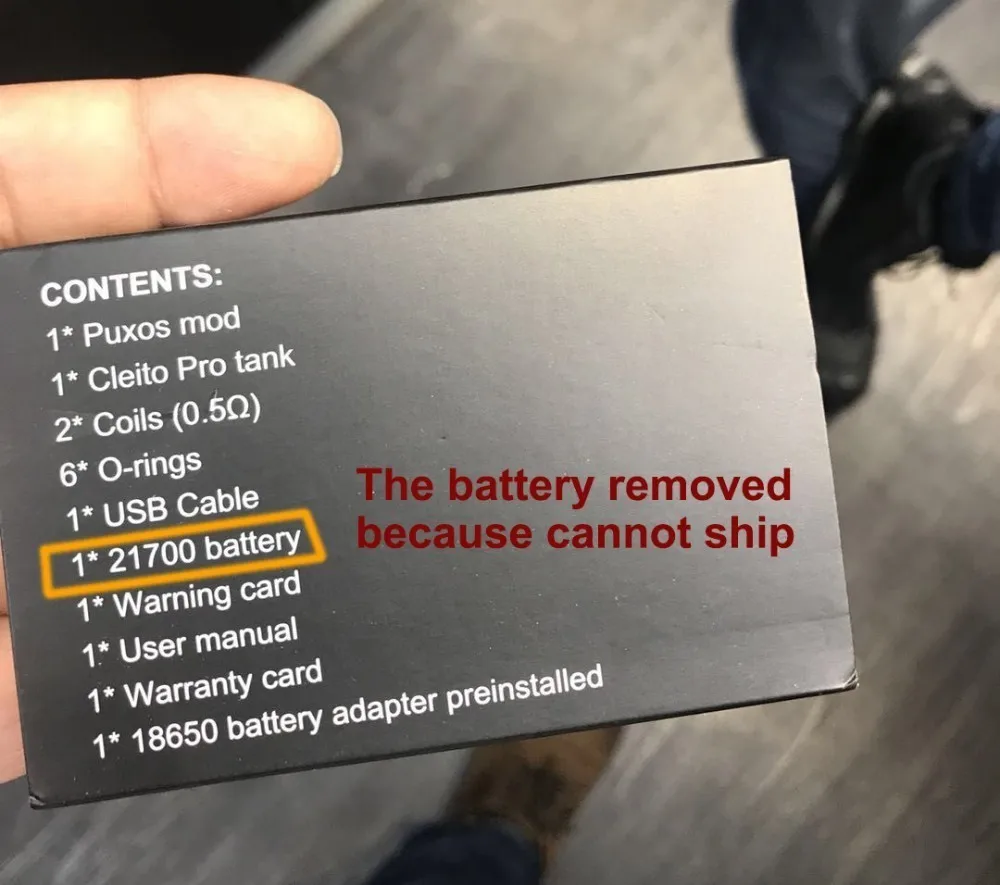 CONTENTS:
1* Puxos mod
1* Cleito Pro tank
2* Coils (0.5Ω)
6* O-rings
1* USB Cable
1* 21700 battery
1* Warning card
1* User manual
1* Warranty card
1* 18650 battery adapter preinstalled
The battery removed
because cannot ship